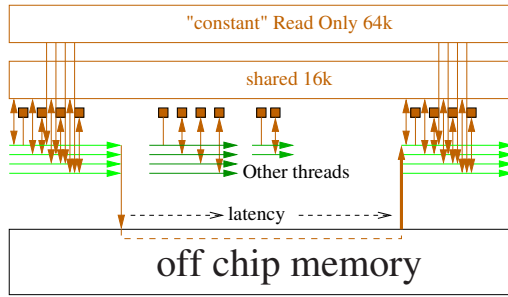 "constant" Read Only 64k
shared 16k
Other threads
latency
off chip memory